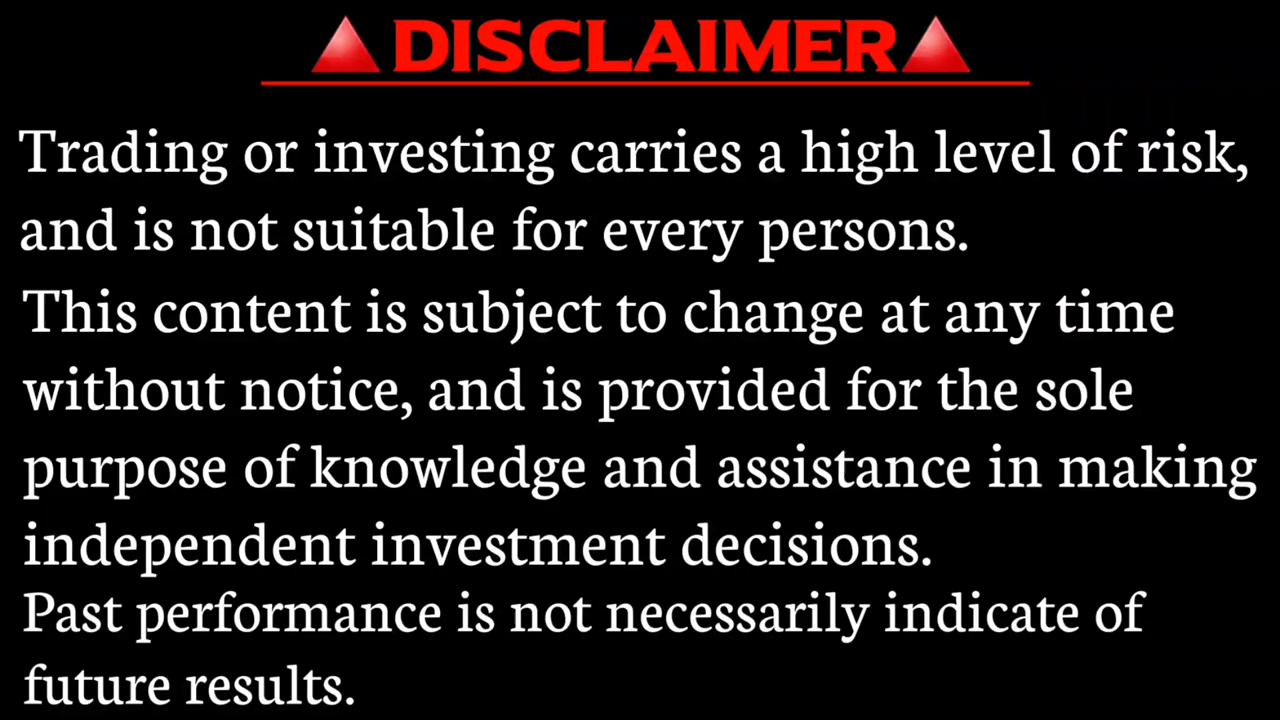 DISCLAIMER
Trading or investing carries a high level of risk,
and is not suitable for every persons.
This content is subject to change at any time
without notice, and is provided for the sole
purpose of knowledge and assistance in making
independent investment decisions.
Past performance is not necessarily indicate of
future results.